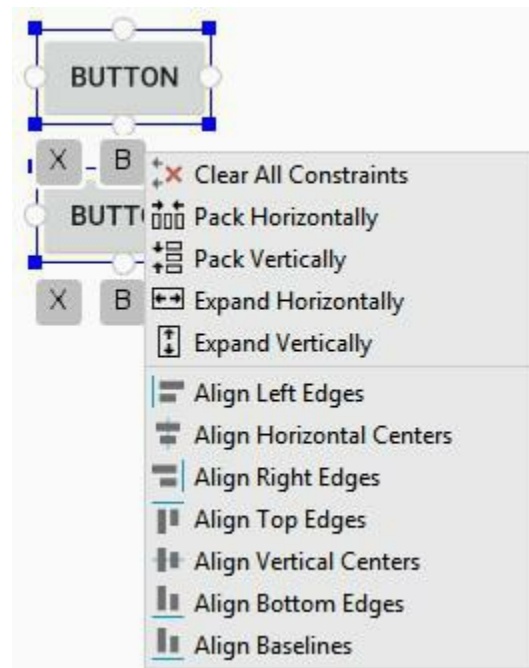 BUTTON
X B
Clear All Constraints
BUTT
Pack Horizontally
Pack Vertically
X B
Expand Horizontally
Expand Vertically
Align Left Edges
Align Horizontal Centers
Align Right Edges
Align Top Edges
Align Vertical Centers
Align Bottom Edges
Align Baselines